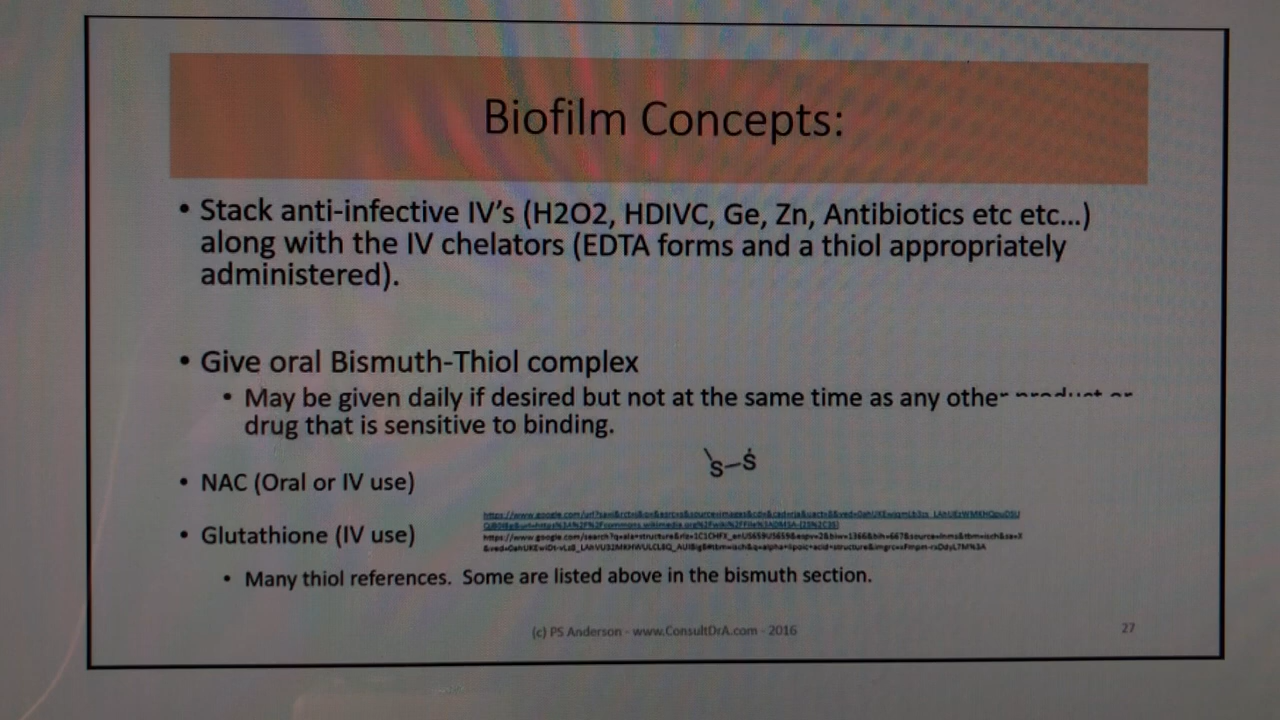 Biofilm Concepts:
• Stack anti-infective IV's (H2O2, HDIVC, Ge, Zn, Antibiotics etc etc...)
along with the IV chelators (EDTA forms and a thiol appropriately
administered).
• Give oral Bismuth-Thiol complex
• May be given daily if desired but not at the same time as any other product or
drug that is sensitive to binding.
S–S
• NAC (Oral or IV use)
• Glutathione (IV use)
• Many thiol references. Some are listed above in the bismuth section.
(c) PS Anderson - www.ConsultDrA.com - 2016
27